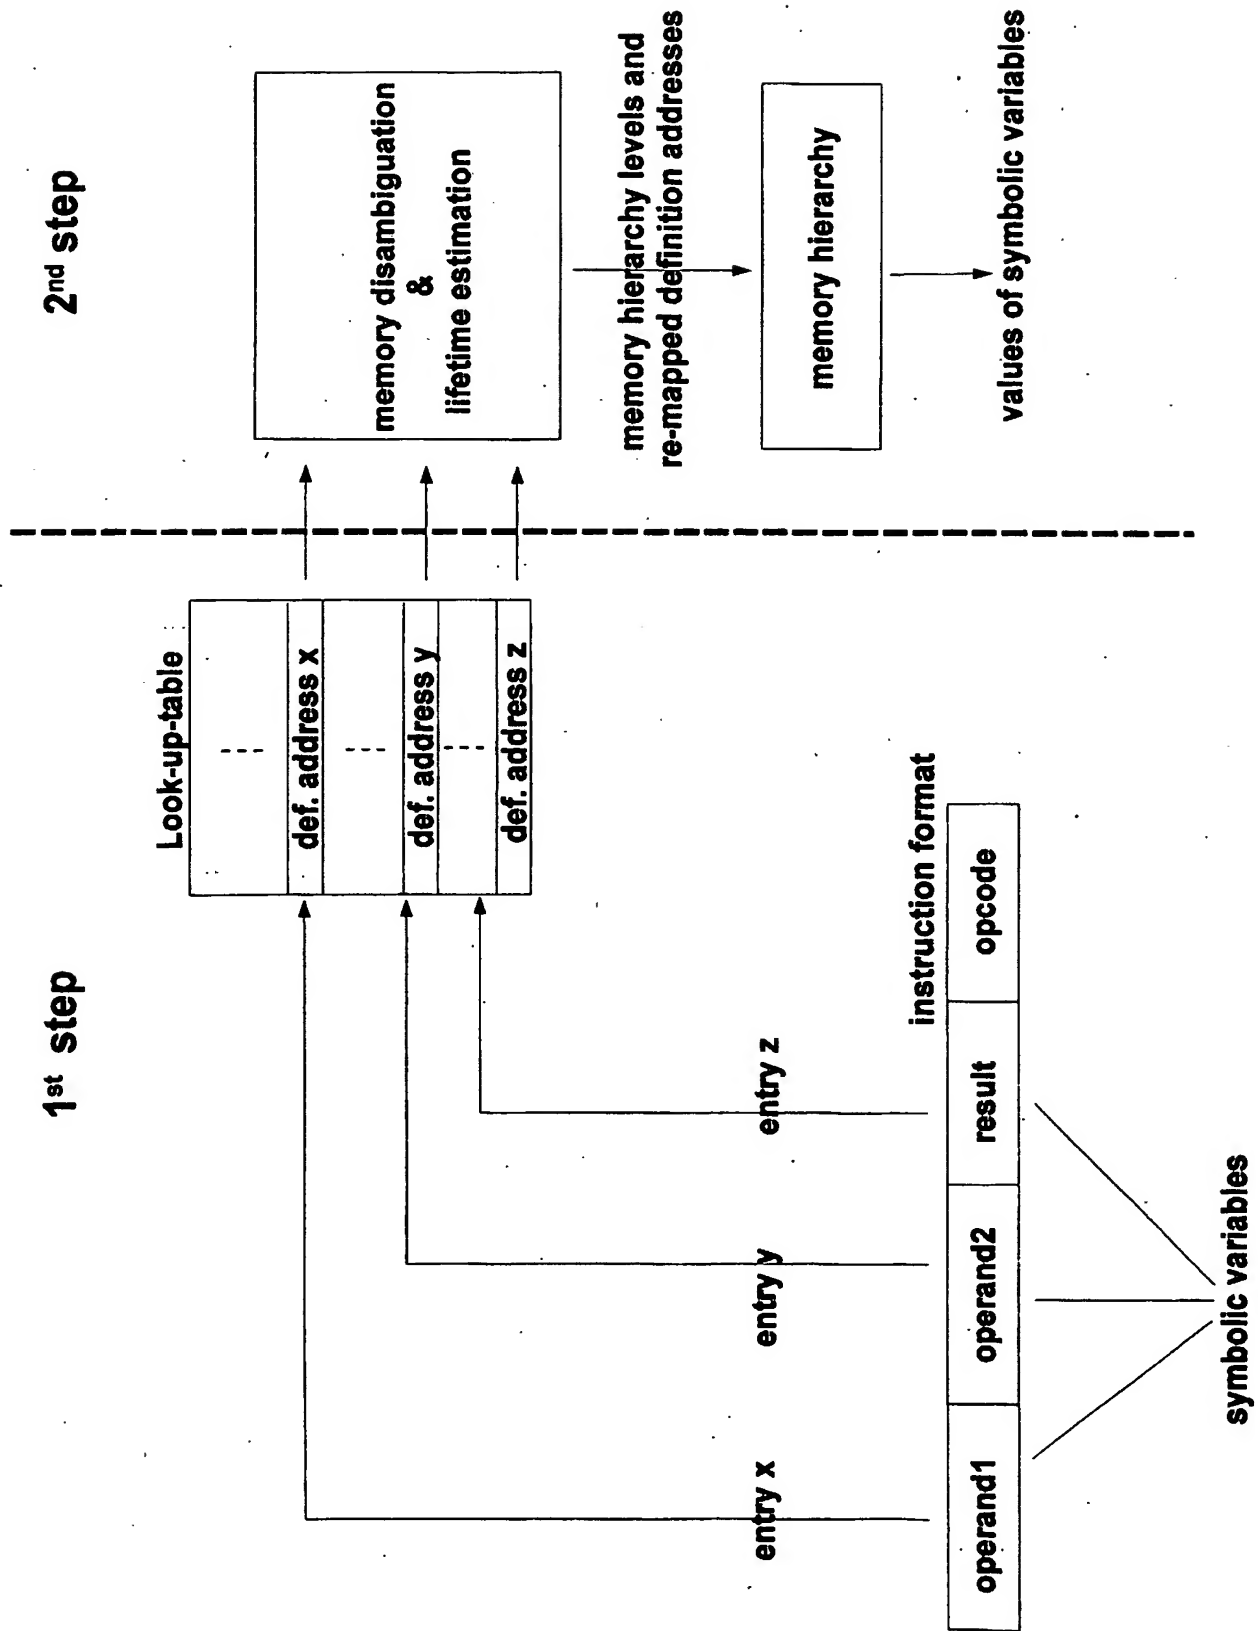 1st step
2nd step
Look-up-table
def. address x
def. address y
def. address z
memory disambiguation
&
lifetime estimation
memory hierarchy levels and
re-mapped definition addresses
memory hierarchy
values of symbolic variables
entry x
entry y
entry z
instruction format
operand1
operand2
result
opcode
symbolic variables